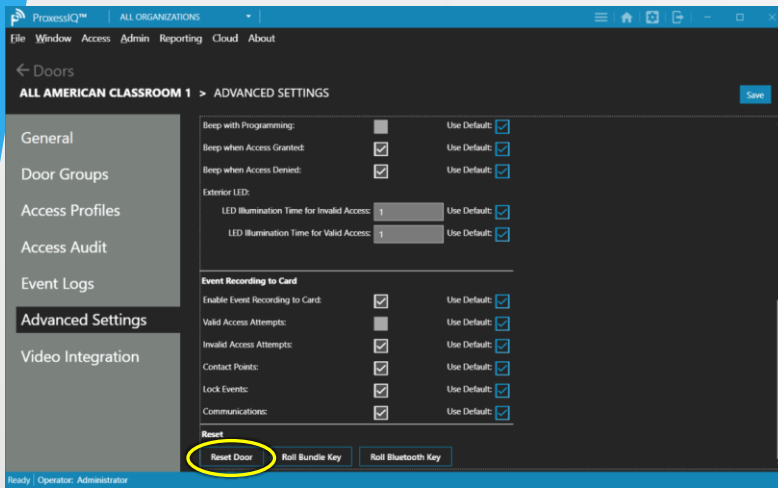 ProxessIQ™ ALL ORGANIZATIONS
File Window Access Admin Reporting Cloud About
Doors
ALL AMERICAN CLASSROOM 1 > ADVANCED SETTINGS
Save
General
Door Groups
Access Profiles
Access Audit
Event Logs
Advanced Settings
Video Integration
Beep with Programming: Use Default:
Beep when Access Granted: Use Default:
Beep when Access Denied: Use Default:
Exterior LED:
LED Illumination Time for Invalid Access: 1 Use Default:
LED Illumination Time for Valid Access: 1 Use Default:
Event Recording to Card
Enable Event Recording to Card: Use Default:
Valid Access Attempts: Use Default:
Invalid Access Attempts: Use Default:
Contact Points: Use Default:
Lock Events: Use Default:
Communications: Use Default:
Reset
Reset Door Roll Bundle Key Roll Bluetooth Key
Ready Operator: Administrator